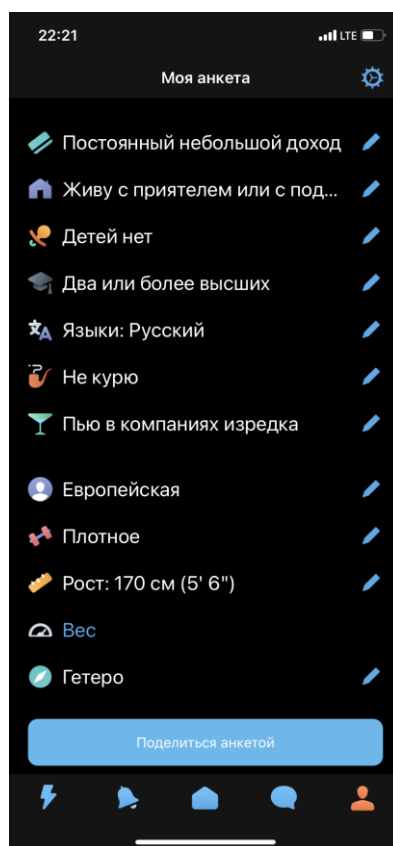 22:21
LTE
Моя анкета
Постоянный небольшой доход
Живу с приятелем или с под...
Детей нет
Два или более высших
Языки: Русский
Не курю
Пью в компаниях изредка
Европейская
Плотное
Рост: 170 см (5' 6")
Вес
Гетеро
Поделиться анкетой